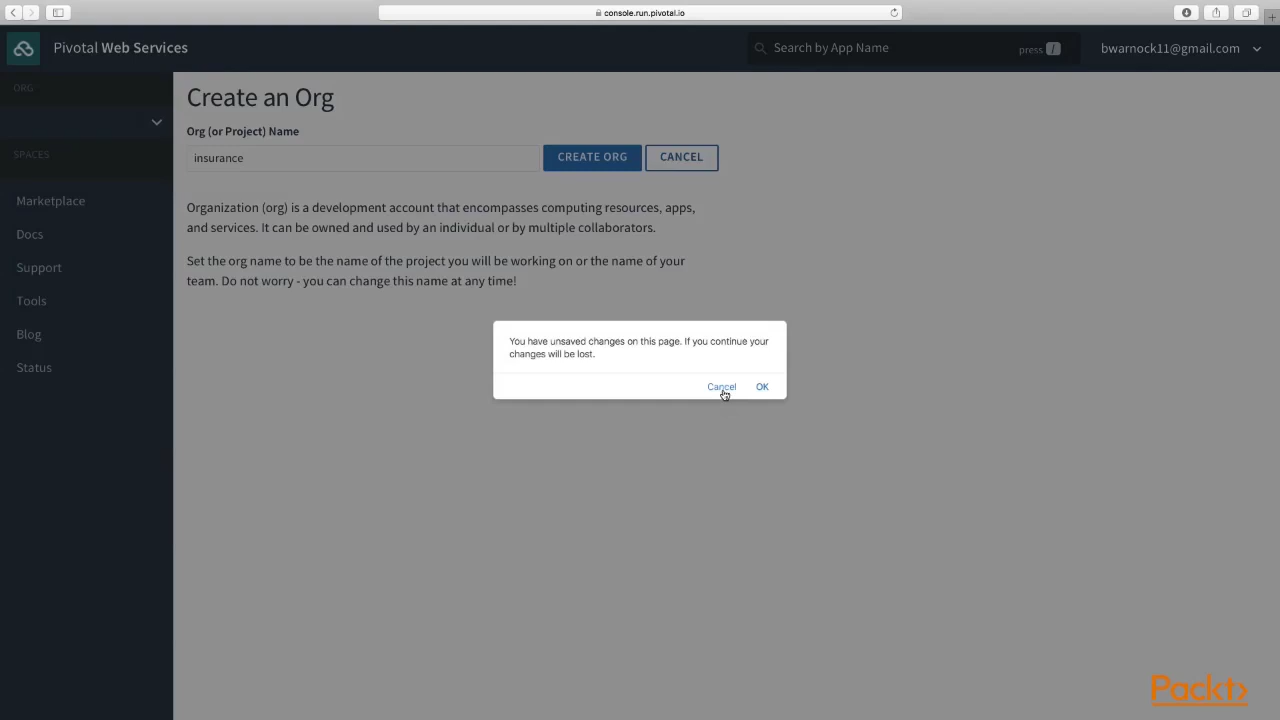 console.run.pivotal.io
Pivotal Web Services
Search by App Name
press /
bwarnock11@gmail.com
ORG
SPACES
Marketplace
Docs
Support
Tools
Blog
Status
Create an Org
Org (or Project) Name
insurance
CREATE ORG
CANCEL
Organization (org) is a development account that encompasses computing resources, apps,
and services. It can be owned and used by an individual or by multiple collaborators.
Set the org name to be the name of the project you will be working on or the name of your
team. Do not worry - you can change this name at any time!
You have unsaved changes on this page. If you continue your
changes will be lost.
Cancel
OK
Packt>